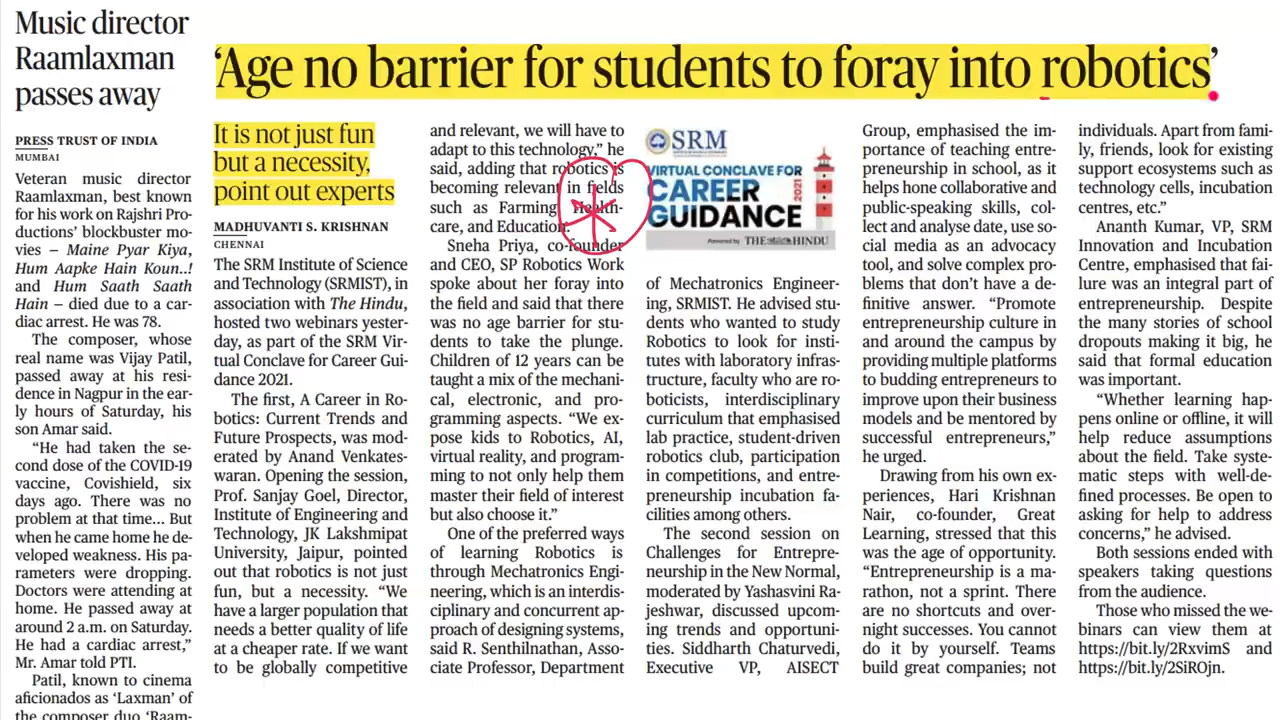 Music director
Raamlaxman
passes away
PRESS TRUST OF INDIA
MUMBAI
Veteran music director
Raamlaxman, best known
for his work on Rajshri Pro-
ductions’ blockbuster mo-
vies – Maine Pyar Kiya,
Hum Aapke Hain Koun..!
and Hum Saath Saath
Hain – died due to a car-
diac arrest. He was 78.
The composer, whose
real name was Vijay Patil,
passed away at his resi-
dence in Nagpur in the ear-
ly hours of Saturday, his
son Amar said.
“He had taken the se-
cond dose of the COVID-19
vaccine, Covishield, six
days ago. There was no
problem at that time... But
when he came home he de-
veloped weakness. His pa-
rameters were dropping.
Doctors were attending at
home. He passed away at
around 2 a.m. on Saturday.
He had a cardiac arrest,”
Mr. Amar told PTI.
Patil, known to cinema
aficionados as ‘Laxman’ of
the composer duo ‘Raam-
‘Age no barrier for students to foray into robotics’
It is not just fun
but a necessity,
point out experts
MADHUVANTI S. KRISHNAN
CHENNAI
The SRM Institute of Science
and Technology (SRMIST), in
association with The Hindu,
hosted two webinars yester-
day, as part of the SRM Vir-
tual Conclave for Career Gui-
dance 2021.
The first, A Career in Ro-
botics: Current Trends and
Future Prospects, was mod-
erated by Anand Venkates-
waran. Opening the session,
Prof. Sanjay Goel, Director,
Institute of Engineering and
Technology, JK Lakshmipat
University, Jaipur, pointed
out that robotics is not just
fun, but a necessity. “We
have a larger population that
needs a better quality of life
at a cheaper rate. If we want
to be globally competitive
and relevant, we will have to
adapt to this technology,” he
said, adding that robotics is
becoming relevant in fields
such as Farming, Health-
care, and Education.
Sneha Priya, co-founder
and CEO, SP Robotics Work
spoke about her foray into
the field and said that there
was no age barrier for stu-
dents to take the plunge.
Children of 12 years can be
taught a mix of the mechani-
cal, electronic, and pro-
gramming aspects. “We ex-
pose kids to Robotics, AI,
virtual reality, and program-
ming to not only help them
master their field of interest
but also choose it.”
One of the preferred ways
of learning Robotics is
through Mechatronics Engi-
neering, which is an interdis-
ciplinary and concurrent ap-
proach of designing systems,
said R. Senthilnathan, Asso-
ciate Professor, Department
SRM
VIRTUAL CONCLAVE FOR
CAREER
GUIDANCE
2021
Powered by THE HINDU
of Mechatronics Engineer-
ing, SRMIST. He advised stu-
dents who wanted to study
Robotics to look for insti-
tutes with laboratory infras-
tructure, faculty who are ro-
boticists, interdisciplinary
curriculum that emphasised
lab practice, student-driven
robotics club, participation
in competitions, and entre-
preneurship incubation fa-
cilities among others.
The second session on
Challenges for Entrepre-
neurship in the New Normal,
moderated by Yashasvini Ra-
jeshwar, discussed upcom-
ing trends and opportuni-
ties. Siddharth Chaturvedi,
Executive VP, AISECT
Group, emphasised the im-
portance of teaching entre-
preneurship in school, as it
helps hone collaborative and
public-speaking skills, col-
lect and analyse date, use so-
cial media as an advocacy
tool, and solve complex pro-
blems that don’t have a de-
finitive answer. “Promote
entrepreneurship culture in
and around the campus by
providing multiple platforms
to budding entrepreneurs to
improve upon their business
models and be mentored by
successful entrepreneurs,”
he urged.
Drawing from his own ex-
periences, Hari Krishnan
Nair, co-founder, Great
Learning, stressed that this
was the age of opportunity.
“Entrepreneurship is a ma-
rathon, not a sprint. There
are no shortcuts and over-
night successes. You cannot
do it by yourself. Teams
build great companies; not
individuals. Apart from fami-
ly, friends, look for existing
support ecosystems such as
technology cells, incubation
centres, etc.”
Ananth Kumar, VP, SRM
Innovation and Incubation
Centre, emphasised that fai-
lure was an integral part of
entrepreneurship. Despite
the many stories of school
dropouts making it big, he
said that formal education
was important.
“Whether learning hap-
pens online or offline, it will
help reduce assumptions
about the field. Take syste-
matic steps with well-de-
fined processes. Be open to
asking for help to address
concerns,” he advised.
Both sessions ended with
speakers taking questions
from the audience.
Those who missed the we-
binars can view them at
https://bit.ly/2RxvimS and
https://bit.ly/2SiROjn.